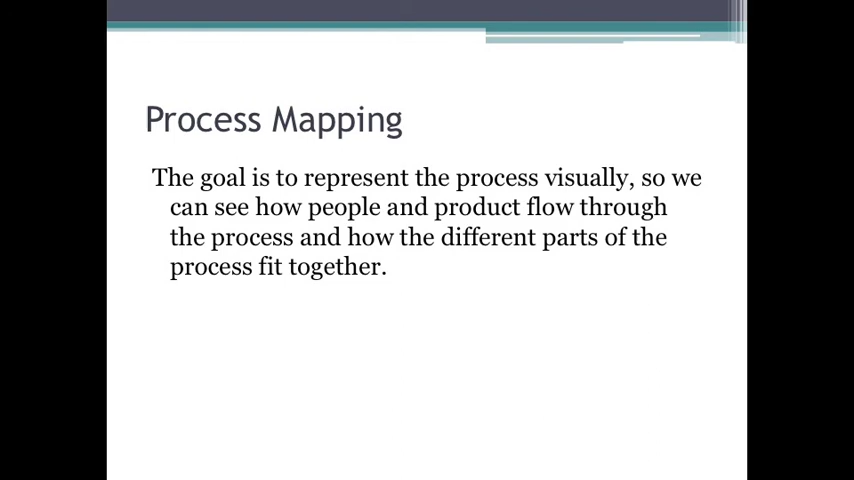 Process Mapping
The goal is to represent the process visually, so we
can see how people and product flow through
the process and how the different parts of the
process fit together.